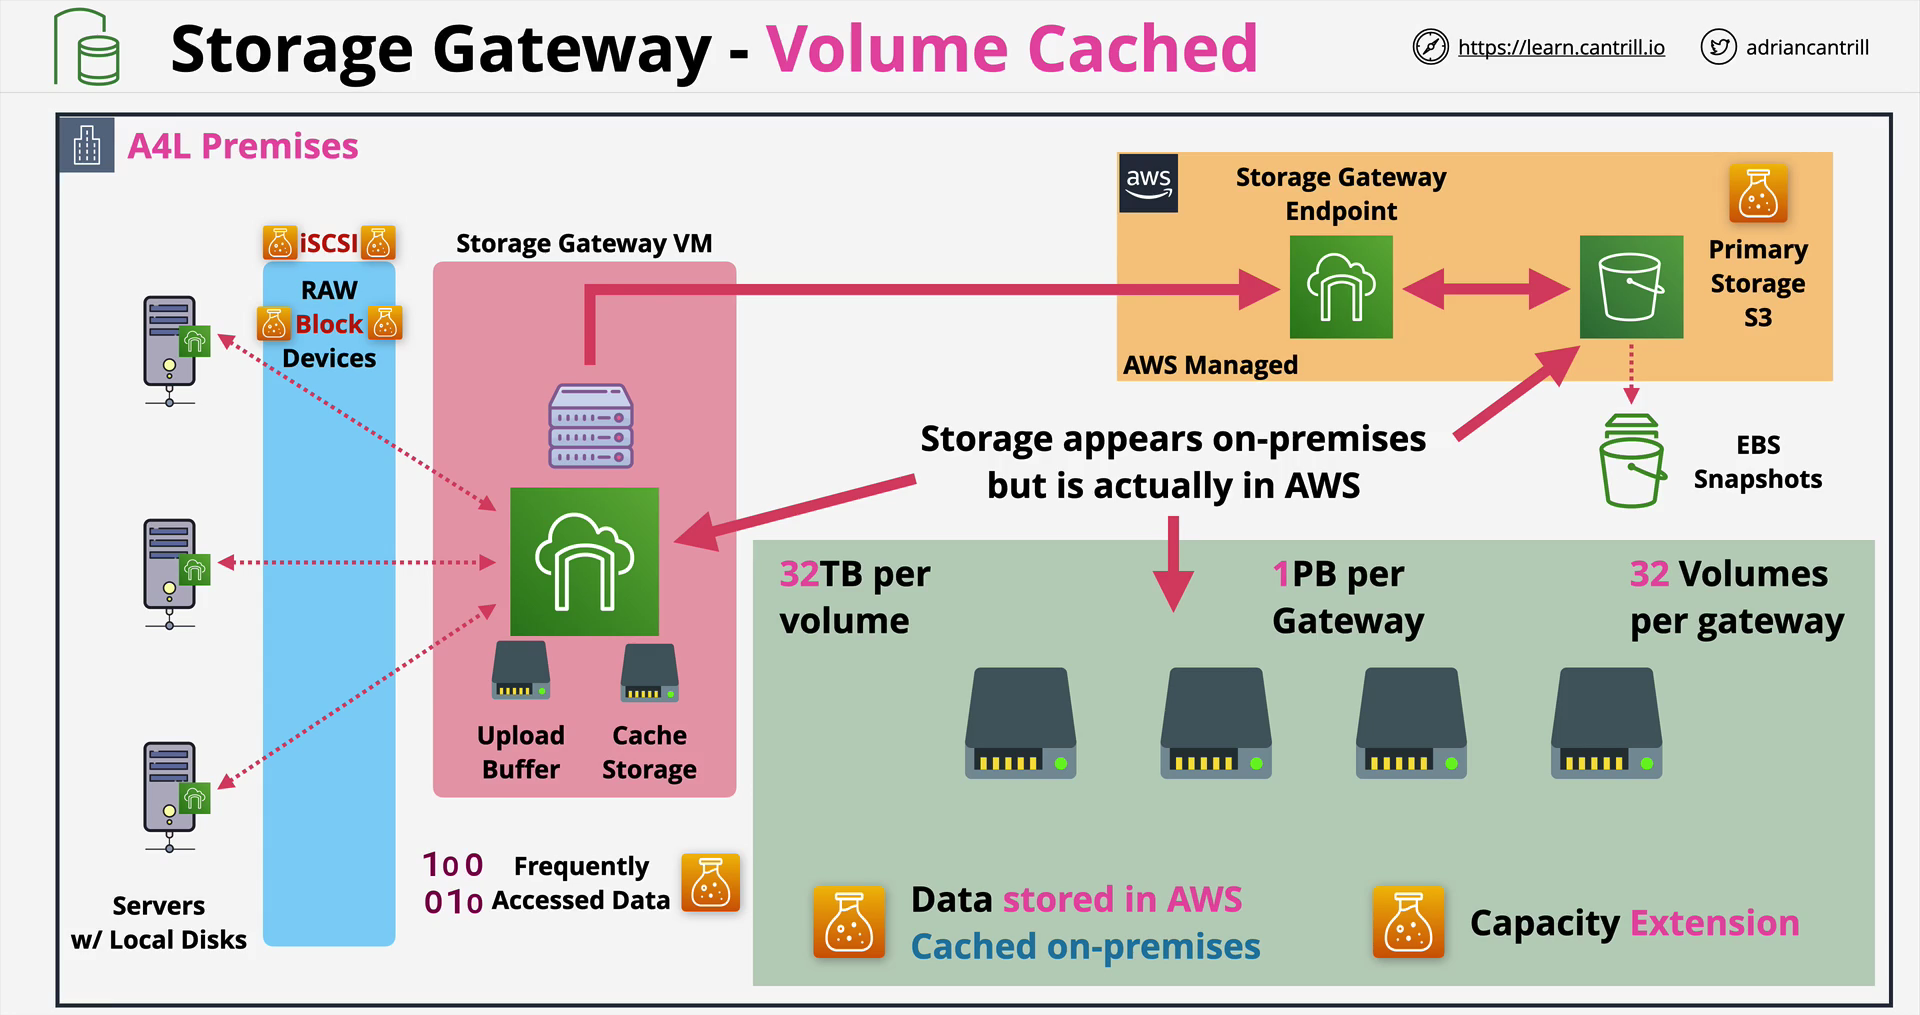 Storage Gateway - Volume Cached
https://learn.cantrill.io
adriancantrill
A4L Premises
iSCSI
RAW
Block
Devices
Storage Gateway VM
Upload
Buffer
Cache
Storage
100
010
Frequently
Accessed Data
Servers
w/ Local Disks
aws
Storage Gateway
Endpoint
AWS Managed
Primary
Storage
S3
EBS
Snapshots
Storage appears on-premises
but is actually in AWS
32TB per
volume
1PB per
Gateway
32 Volumes
per gateway
Data stored in AWS
Cached on-premises
Capacity Extension